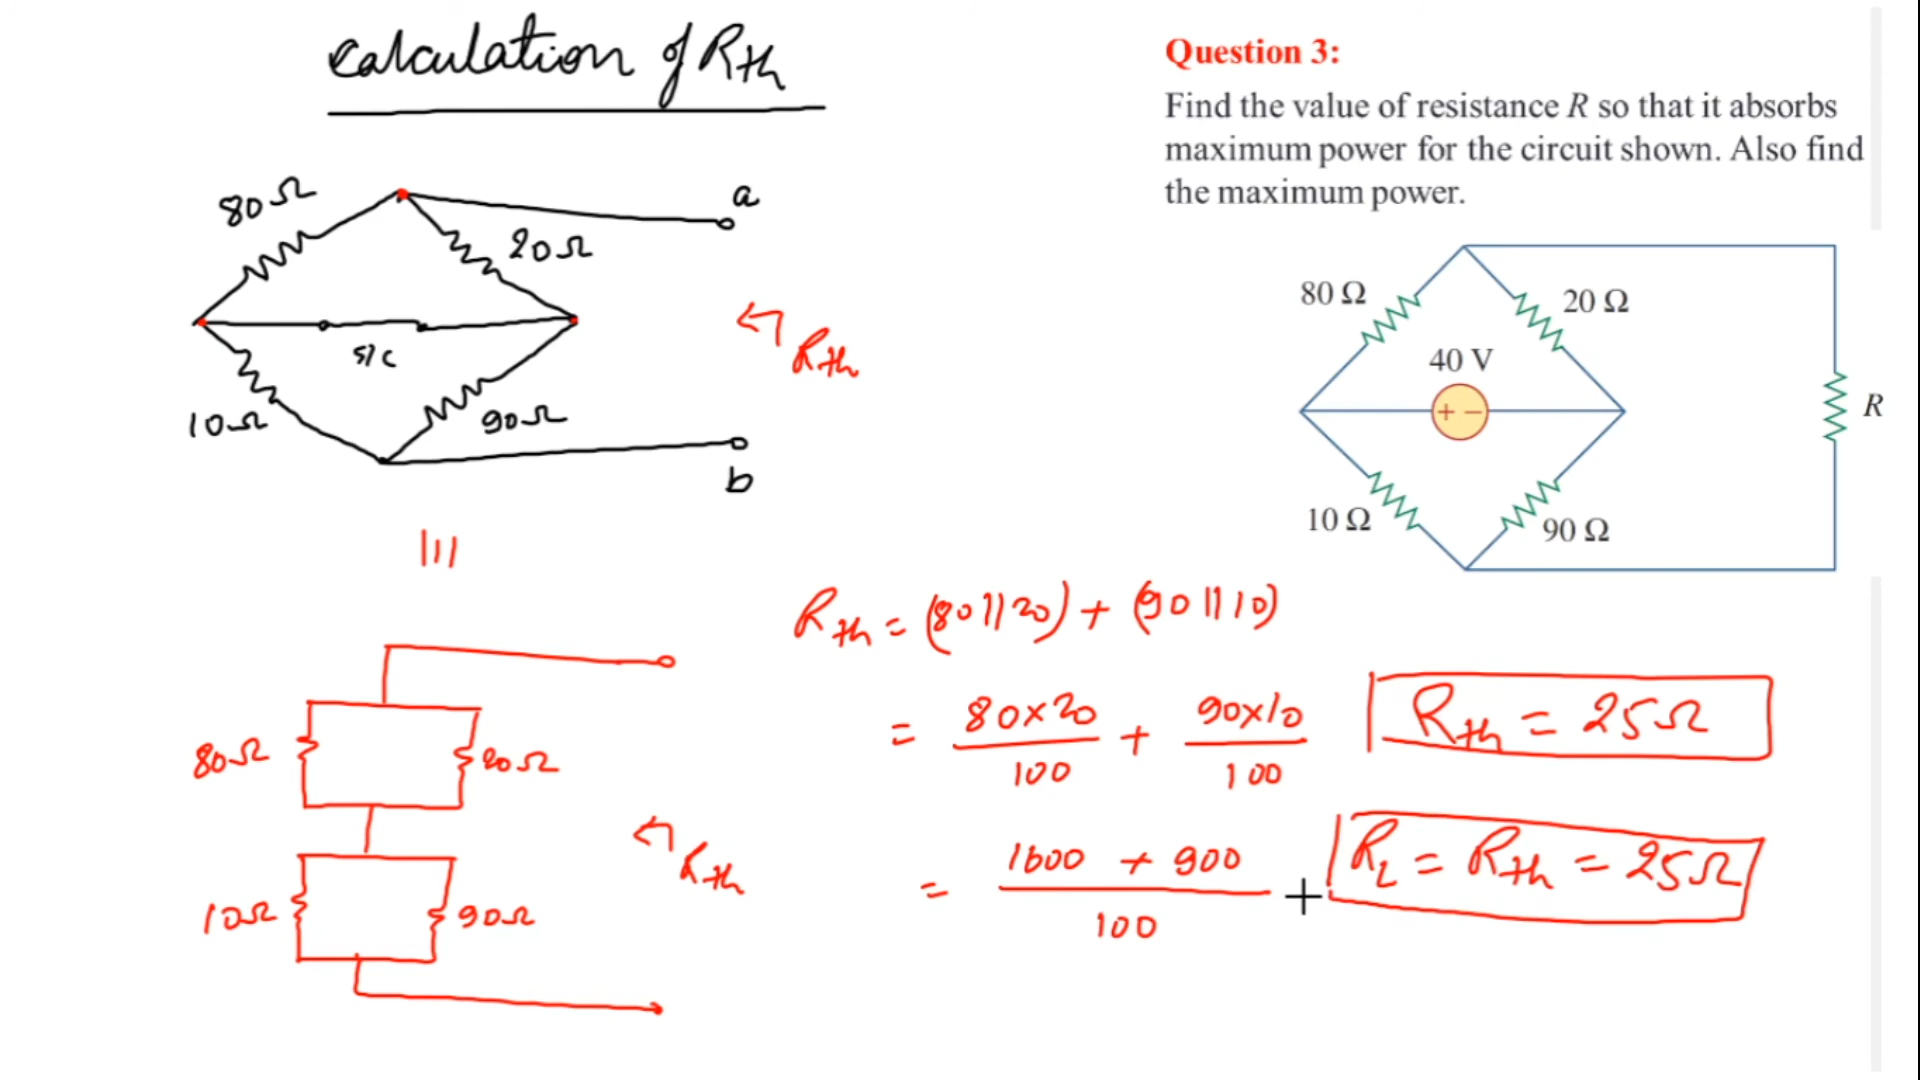 Calculation of Rth
Question 3:
Find the value of resistance R so that it absorbs
maximum power for the circuit shown. Also find
the maximum power.
80Ω
20Ω
a
s/c
Rth
10Ω
90Ω
b
80 Ω
20 Ω
40 V
+ −
R
10 Ω
90 Ω
|||
Rth = (80||20) + (90||10)
= 80×20/100 + 90×10/100
Rth = 25Ω
= 1600 + 900/100
RL = Rth = 25Ω
80Ω
20Ω
Rth
10Ω
90Ω